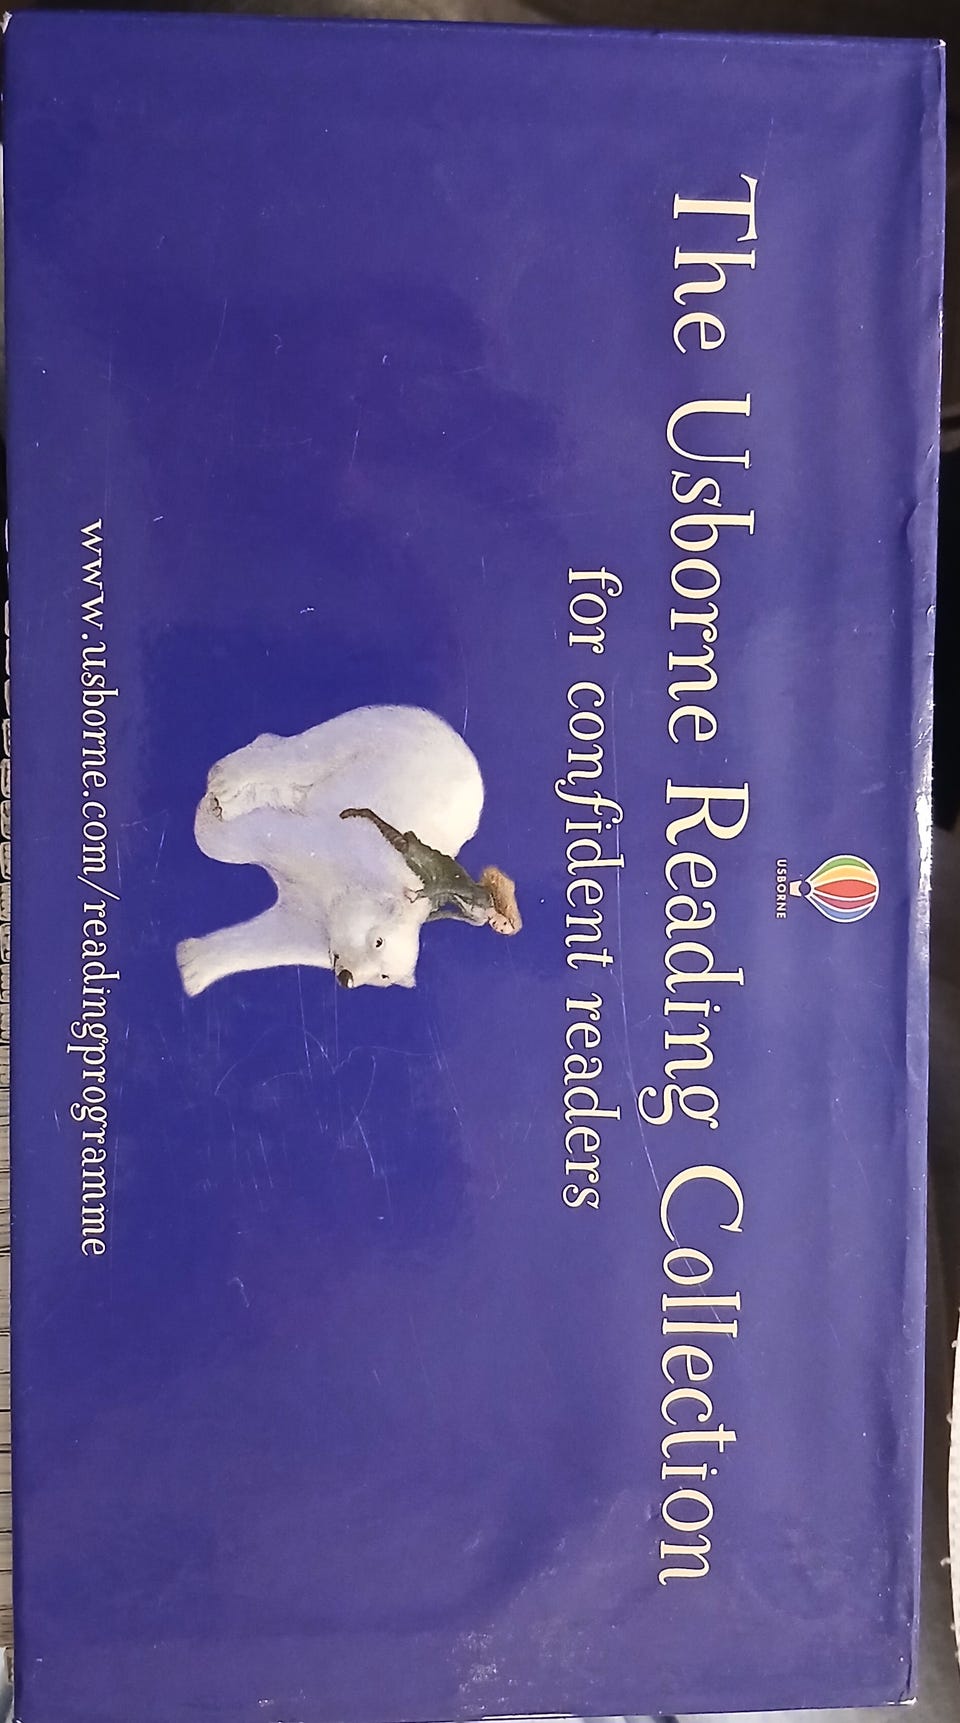 USBORNE
The Usborne Reading Collection
for confident readers
www.usborne.com/readingprogramme